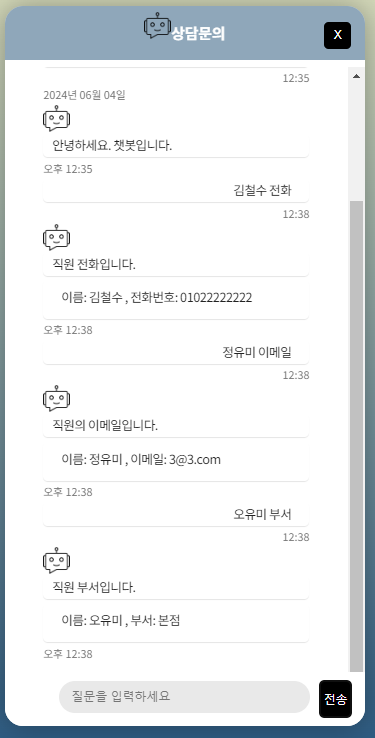 상담문의
X
12:35
2024년 06월 04일
안녕하세요. 챗봇입니다.
오후 12:35
김철수 전화
12:38
직원 전화입니다.
이름: 김철수 , 전화번호: 01022222222
오후 12:38
정유미 이메일
12:38
직원의 이메일입니다.
이름: 정유미 , 이메일: 3@3.com
오후 12:38
오유미 부서
12:38
직원 부서입니다.
이름: 오유미 , 부서: 본점
오후 12:38
질문을 입력하세요
전송